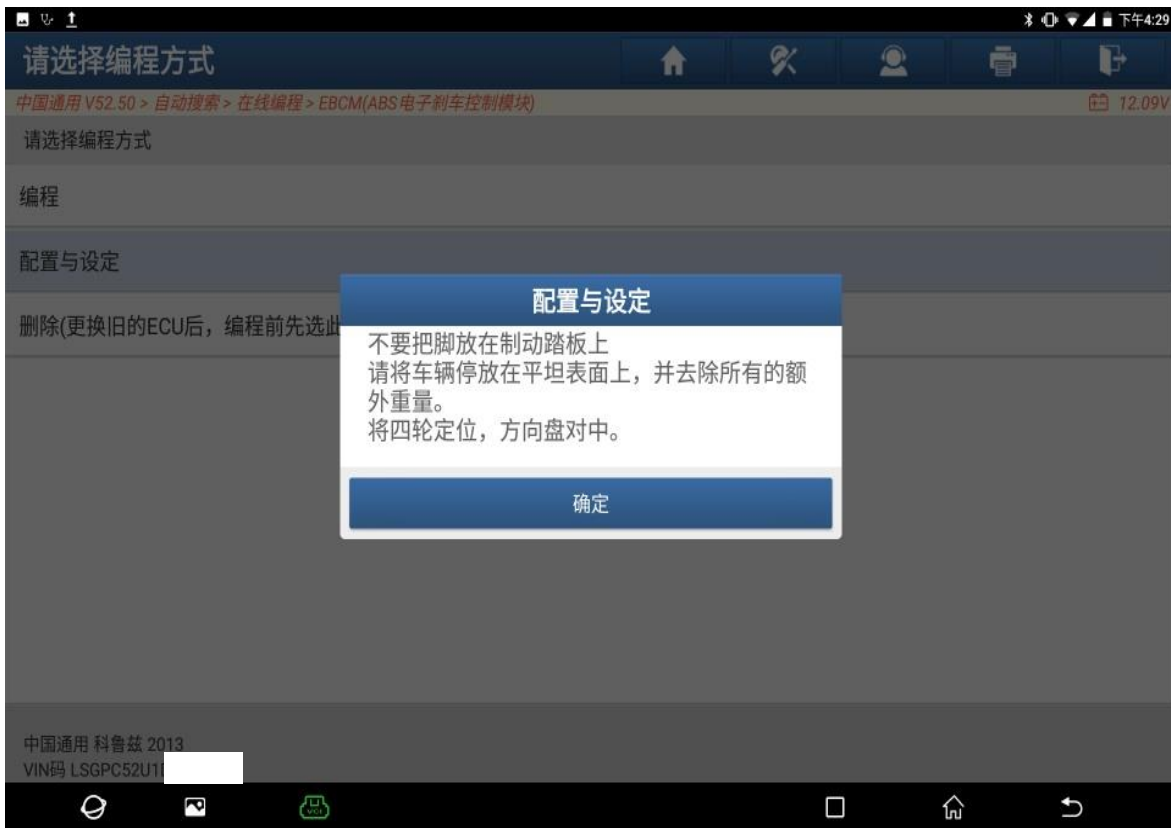 下午4:29
请选择编程方式
中国通用 V52.50 > 自动搜索 > 在线编程 > EBCM(ABS电子刹车控制模块)
12.09V
请选择编程方式
编程
配置与设定
删除(更换旧的ECU后，编程前先选此
配置与设定
不要把脚放在制动踏板上
请将车辆停放在平坦表面上，并去除所有的额
外重量。
将四轮定位，方向盘对中。
确定
中国通用 科鲁兹 2013
VIN码 LSGPC52U1
VCI